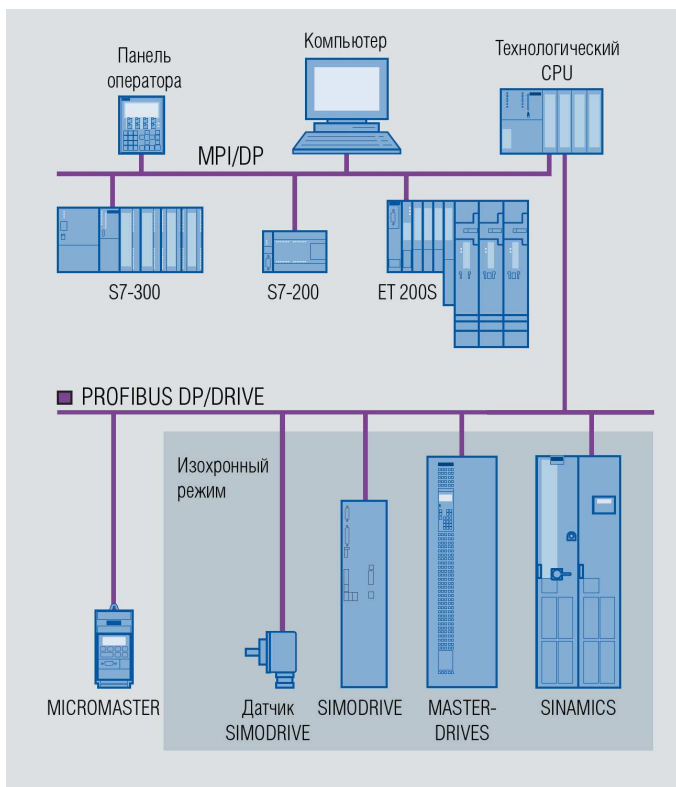 Панель
оператора
Компьютер
Технологический
CPU
MPI/DP
S7-300
S7-200
ET 200S
PROFIBUS DP/DRIVE
Изохронный
режим
MICROMASTER
Датчик
SIMODRIVE
SIMODRIVE
MASTER-
DRIVES
SINAMICS